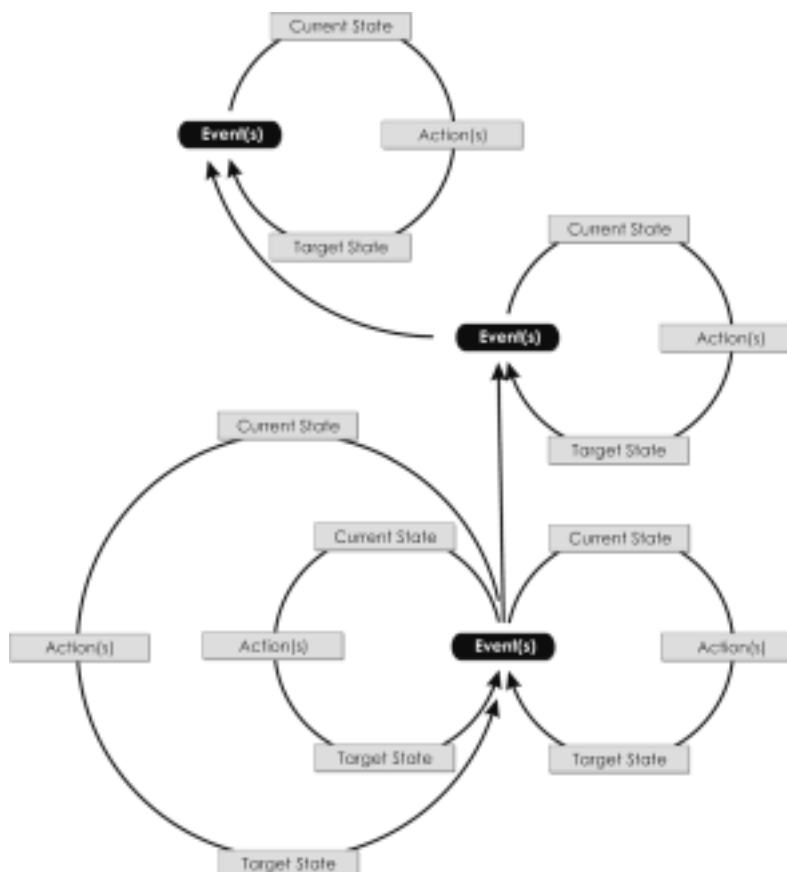 Current State
Event(s)
Action(s)
Target State
Current State
Event(s)
Action(s)
Target State
Current State
Current State
Current State
Action(s)
Action(s)
Event(s)
Action(s)
Target State
Target State
Target State